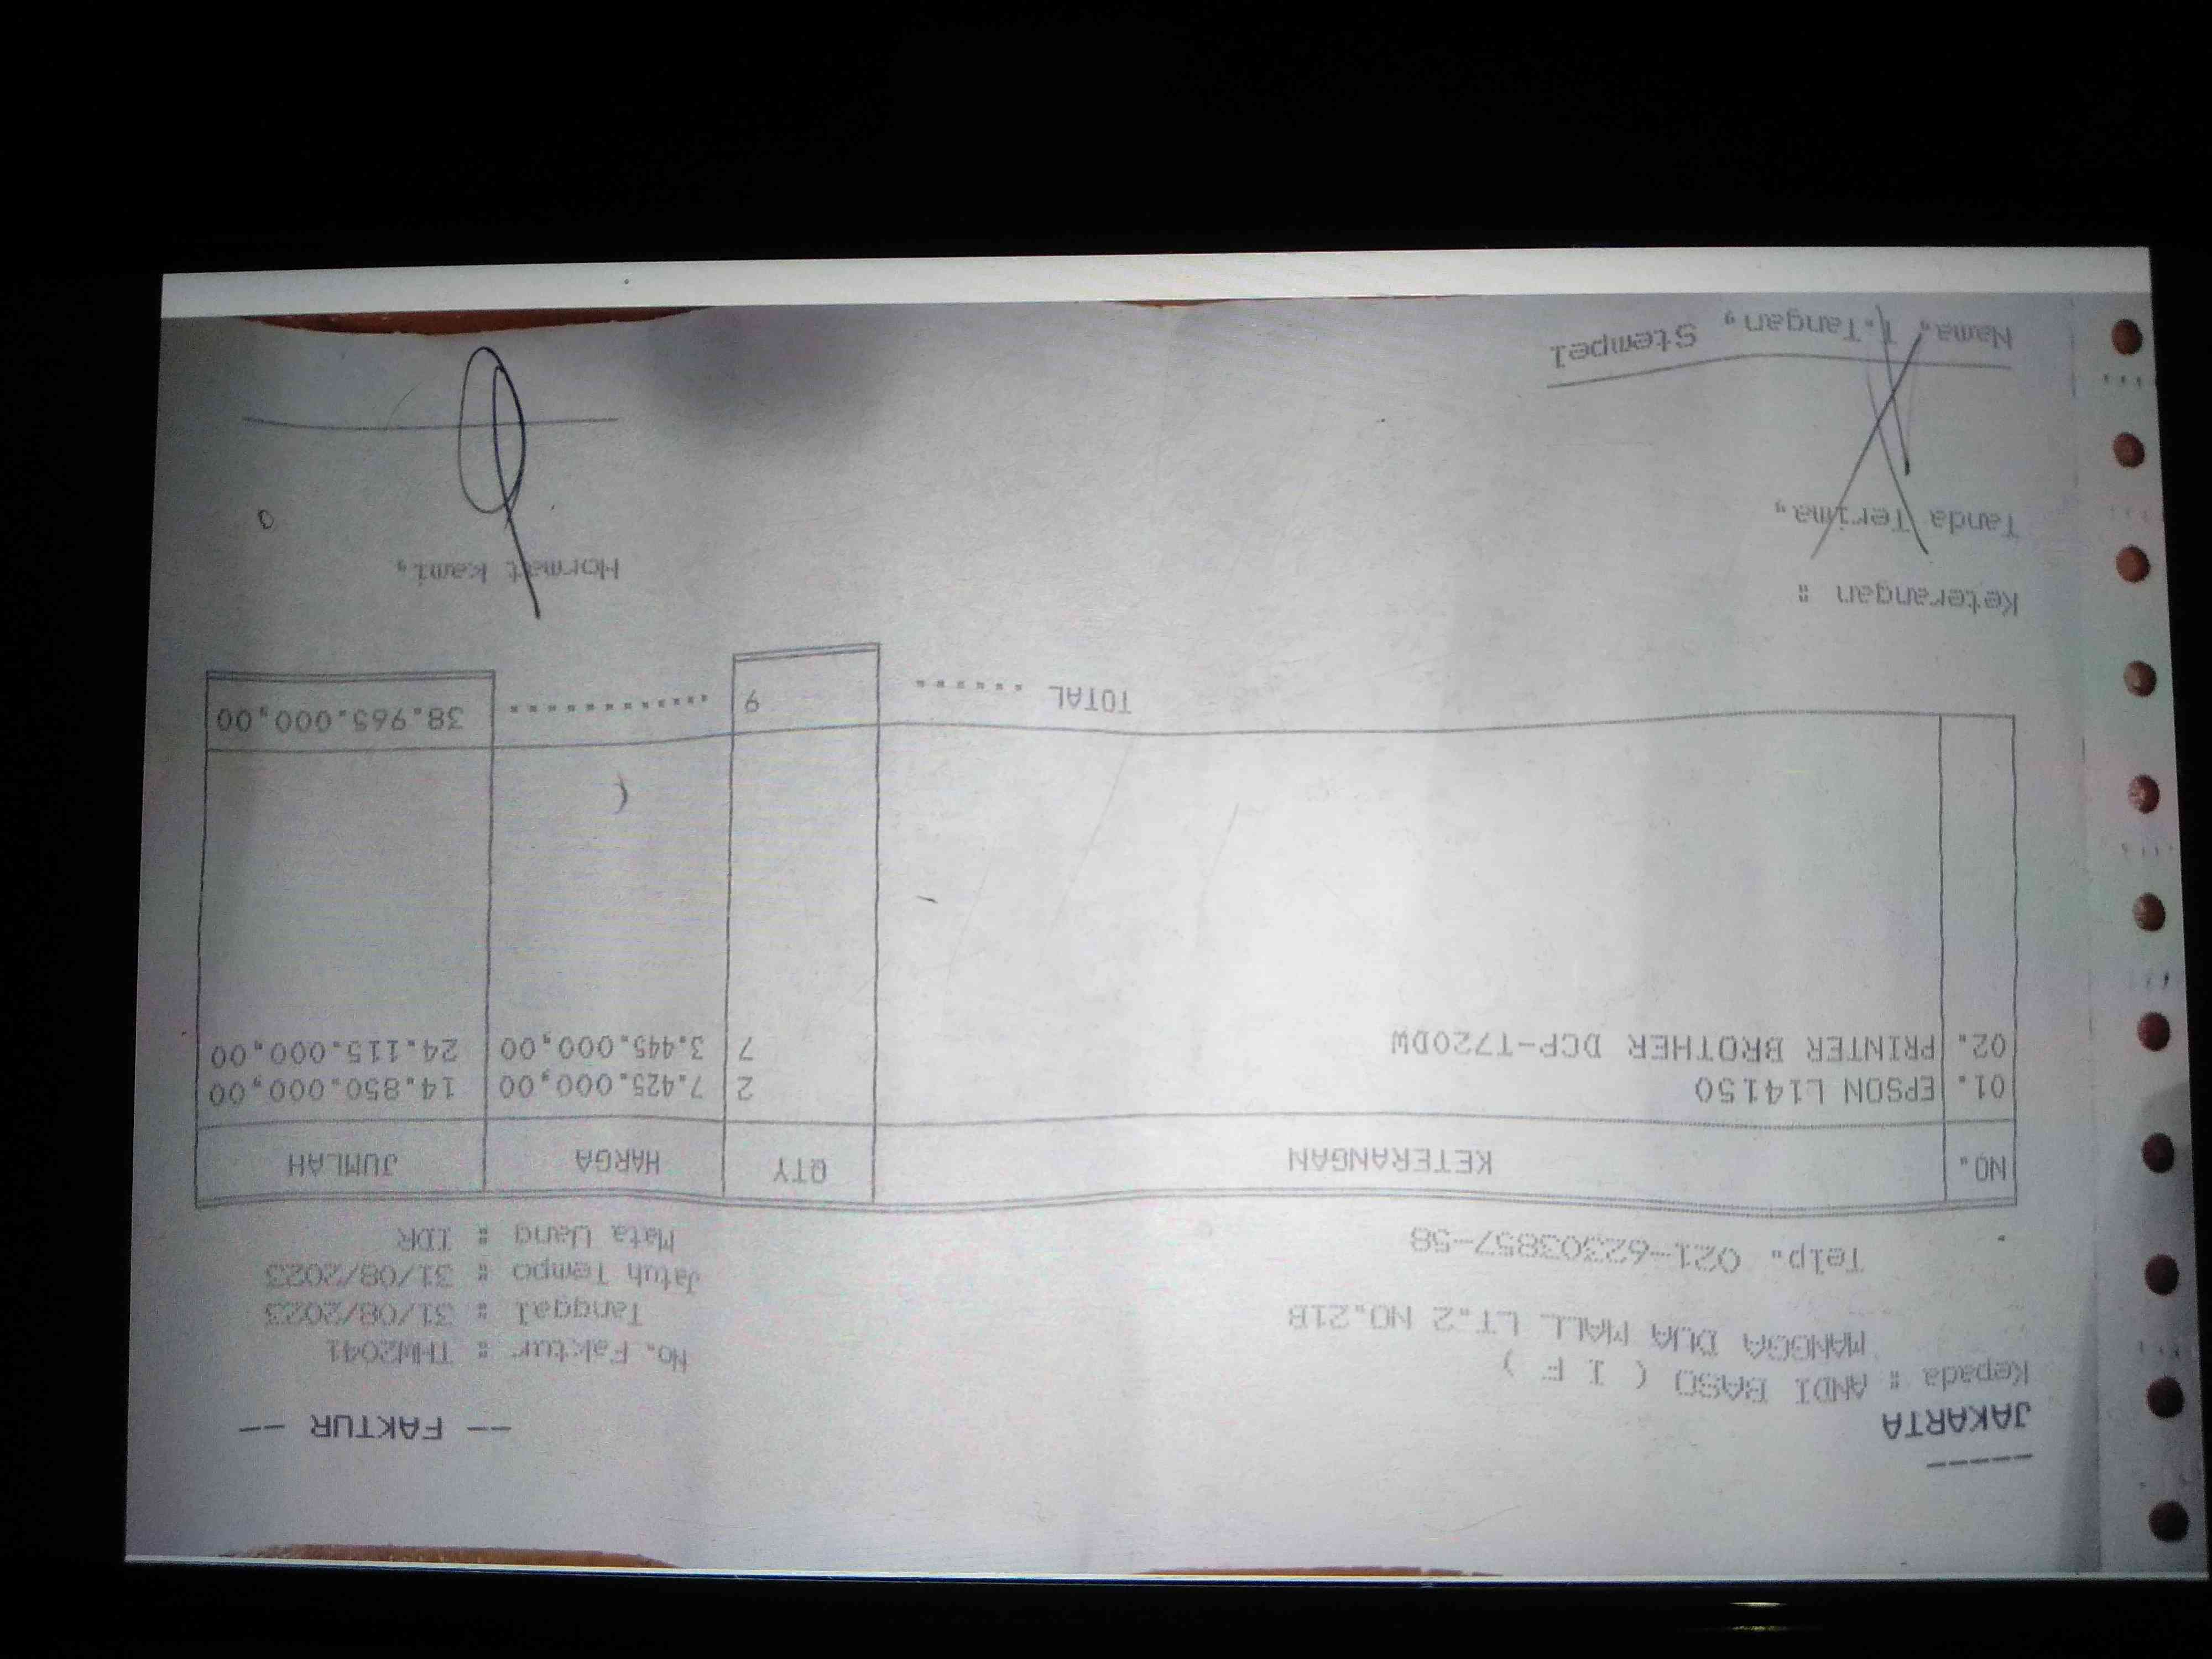 -----
JAKARTA
-- FAKTUR --
Kepada : ANDI BASO ( I F )
MANGGA DUA MALL LT.2 NO.21B
Telp. 021-62303857-58
No. Faktur : THW2041
Tanggal : 31/08/2023
Jatuh Tempo : 31/08/2023
Mata Uang : IDR
NO. KETERANGAN QTY HARGA JUMLAH
01. EPSON L14150 2 7.425.000,00 14.850.000,00
02. PRINTER BROTHER DCP-T720DW 7 3.445.000,00 24.115.000,00
TOTAL ...... 9 ............. 38.965.000,00
Keterangan :
Tanda Terima, Hormat kami,
Nama, T.Tangan, Stempel